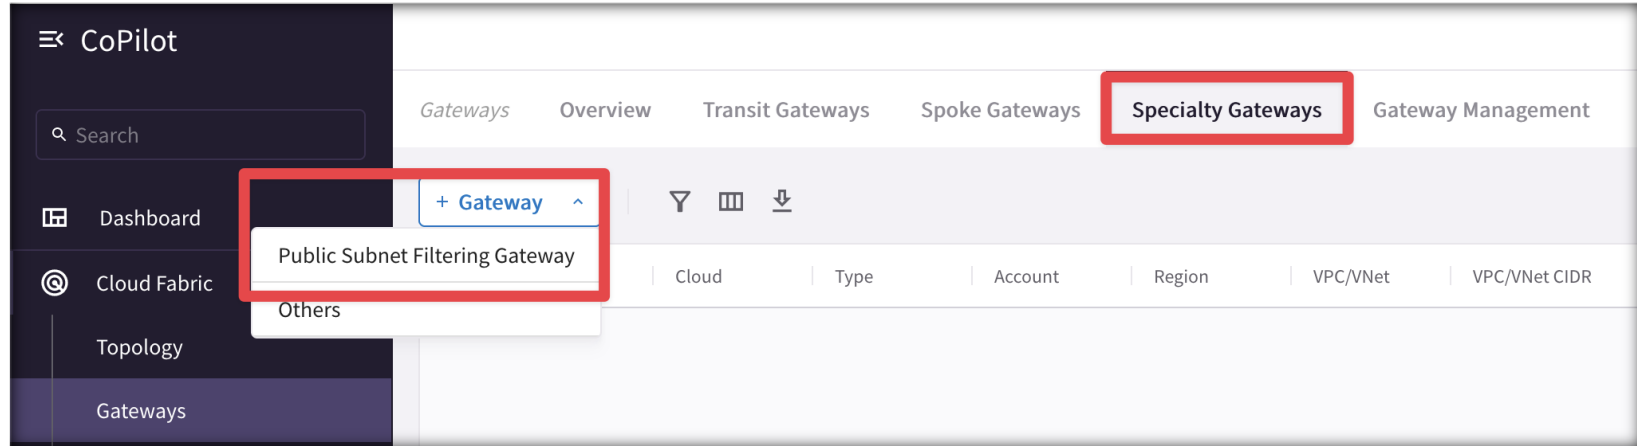 CoPilot
Search
Dashboard
Cloud Fabric
Topology
Gateways
Gateways Overview Transit Gateways Spoke Gateways Specialty Gateways Gateway Management
+ Gateway
Public Subnet Filtering Gateway
Others
Cloud Type Account Region VPC/VNet VPC/VNet CIDR